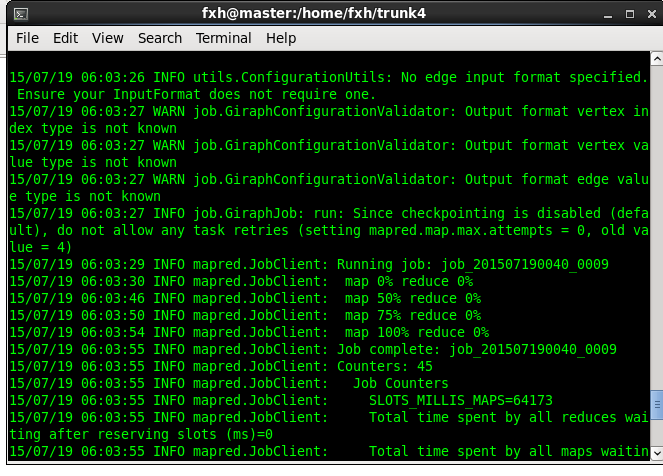 fxh@master:/home/fxh/trunk4
File Edit View Search Terminal Help
15/07/19 06:03:26 INFO utils.ConfigurationUtils: No edge input format specified.
 Ensure your InputFormat does not require one.
15/07/19 06:03:27 WARN job.GiraphConfigurationValidator: Output format vertex in
dex type is not known
15/07/19 06:03:27 WARN job.GiraphConfigurationValidator: Output format vertex va
lue type is not known
15/07/19 06:03:27 WARN job.GiraphConfigurationValidator: Output format edge valu
e type is not known
15/07/19 06:03:27 INFO job.GiraphJob: run: Since checkpointing is disabled (defa
ult), do not allow any task retries (setting mapred.map.max.attempts = 0, old va
lue = 4)
15/07/19 06:03:29 INFO mapred.JobClient: Running job: job_201507190040_0009
15/07/19 06:03:30 INFO mapred.JobClient:  map 0% reduce 0%
15/07/19 06:03:46 INFO mapred.JobClient:  map 50% reduce 0%
15/07/19 06:03:50 INFO mapred.JobClient:  map 75% reduce 0%
15/07/19 06:03:54 INFO mapred.JobClient:  map 100% reduce 0%
15/07/19 06:03:55 INFO mapred.JobClient: Job complete: job_201507190040_0009
15/07/19 06:03:55 INFO mapred.JobClient: Counters: 45
15/07/19 06:03:55 INFO mapred.JobClient:   Job Counters
15/07/19 06:03:55 INFO mapred.JobClient:     SLOTS_MILLIS_MAPS=64173
15/07/19 06:03:55 INFO mapred.JobClient:     Total time spent by all reduces wai
ting after reserving slots (ms)=0
15/07/19 06:03:55 INFO mapred.JobClient:     Total time spent by all maps waitin